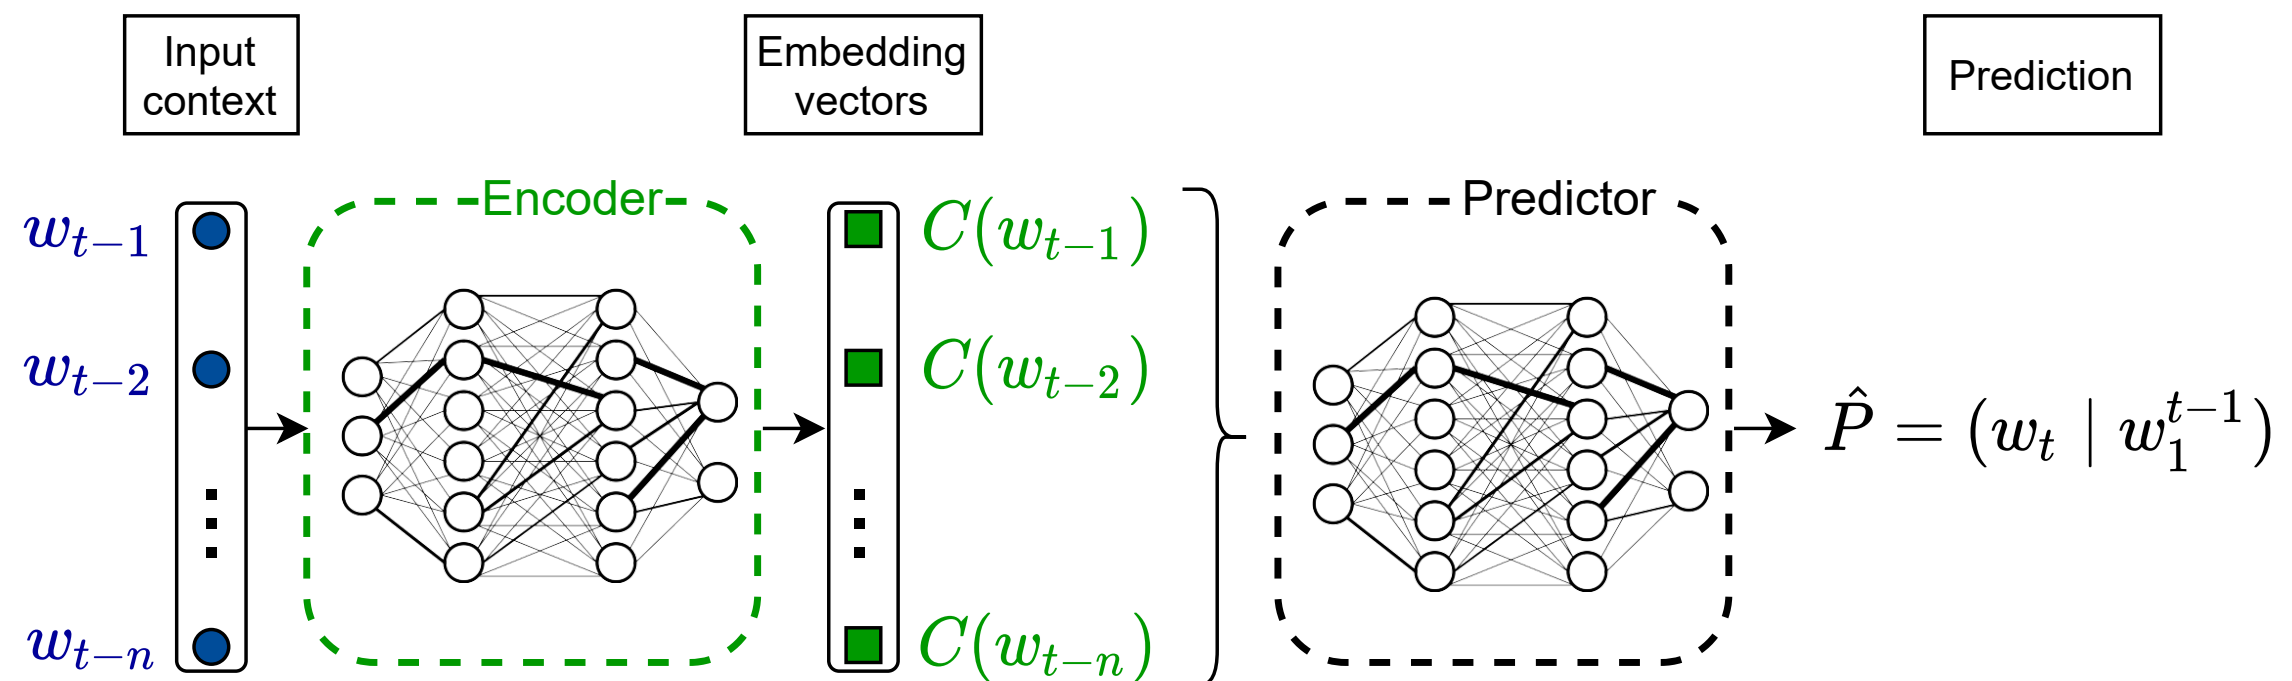 Input
context
Embedding
vectors
Prediction
Encoder
Predictor
w_{t-1}
C(w_{t-1})
w_{t-2}
C(w_{t-2})
P̂ = (w_t | w_1^{t-1})
w_{t-n}
C(w_{t-n})